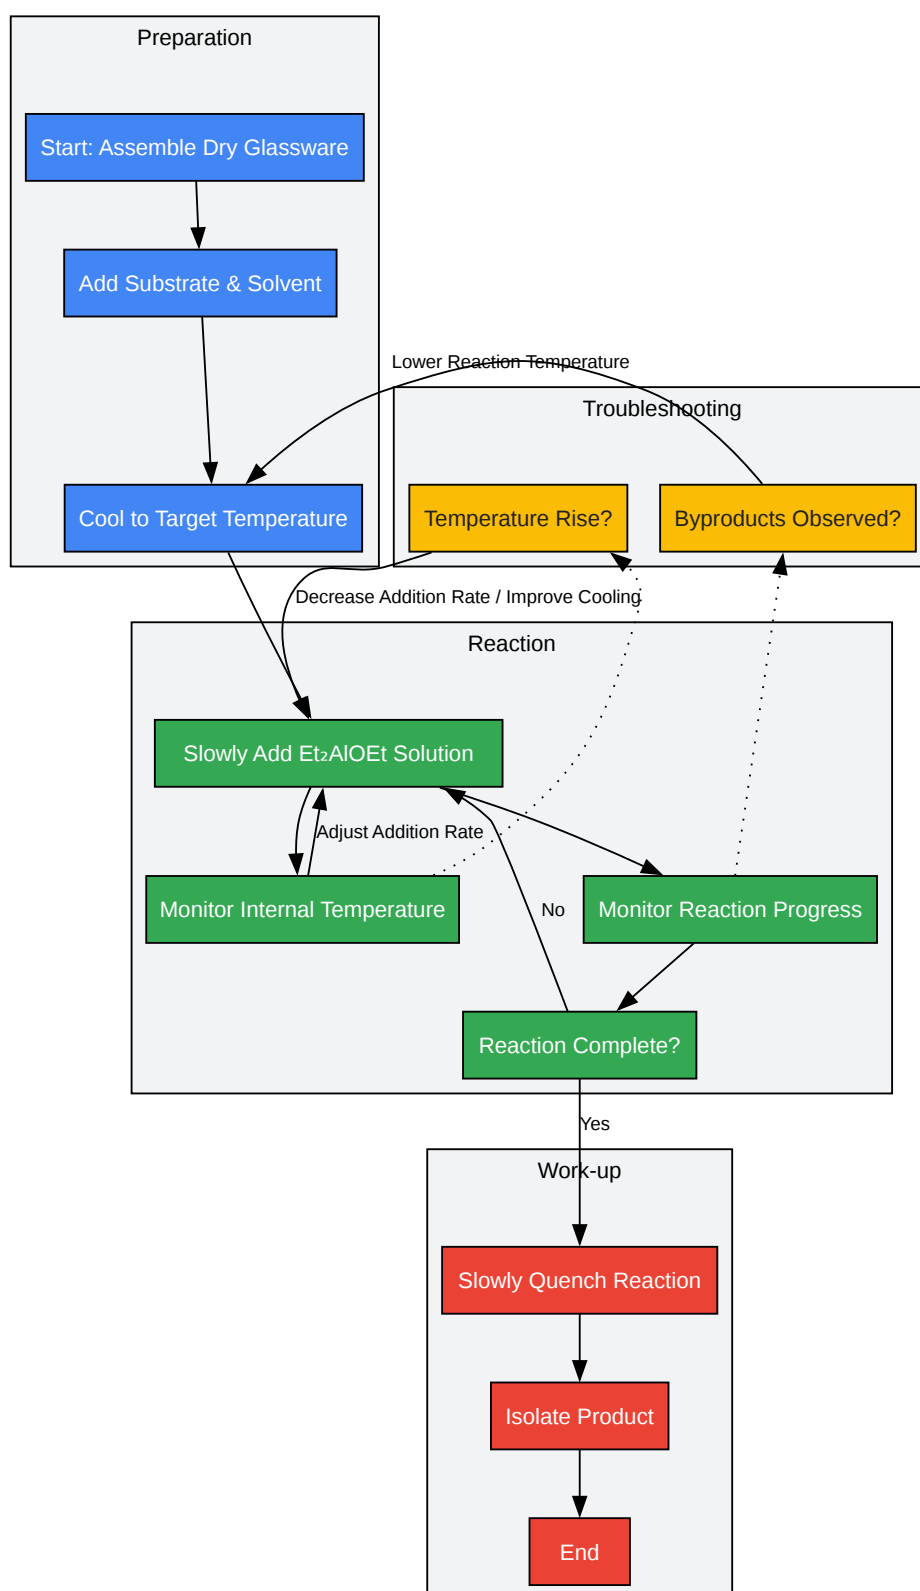 Preparation
Start: Assemble Dry Glassware
Add Substrate & Solvent
Lower Reaction Temperature
Troubleshooting
Cool to Target Temperature
Temperature Rise?
Byproducts Observed?
Decrease Addition Rate / Improve Cooling
Reaction
Slowly Add Et₂AlOEt Solution
Adjust Addition Rate
Monitor Internal Temperature
No
Monitor Reaction Progress
Reaction Complete?
Yes
Work-up
Slowly Quench Reaction
Isolate Product
End